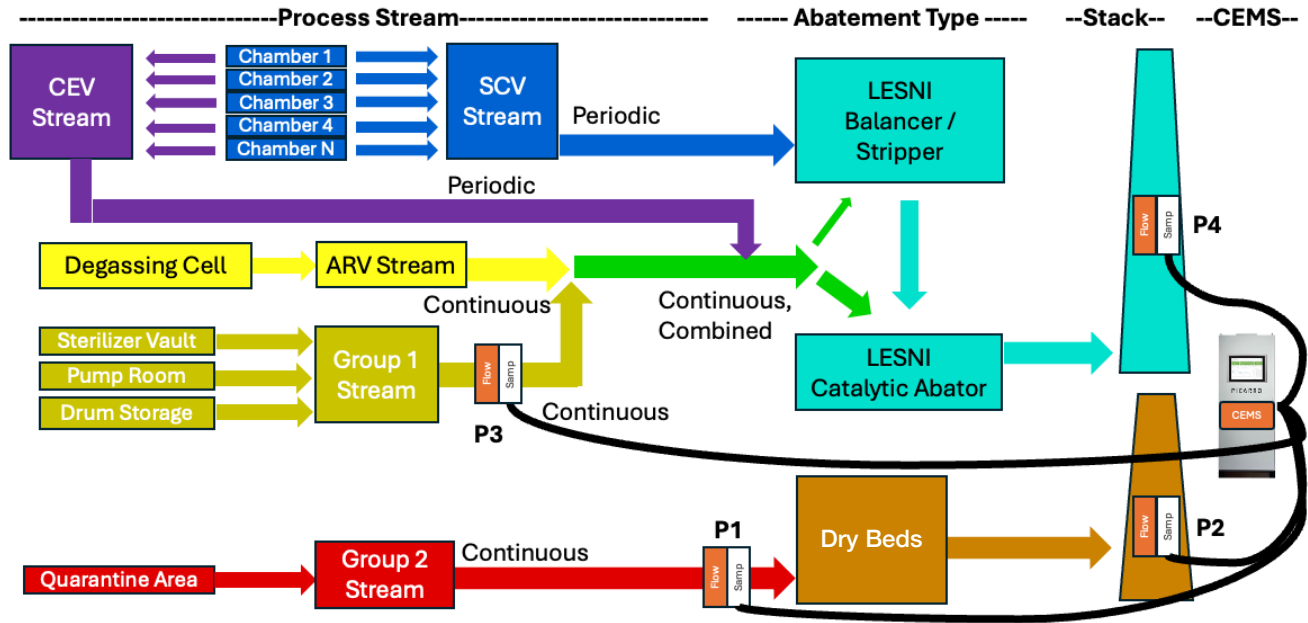 -----------------------Process Stream---------------------- ------ Abatement Type ----- --Stack-- --CEMS--
CEV
Stream
Chamber 1
Chamber 2
Chamber 3
Chamber 4
Chamber N
SCV
Stream
Periodic
LESNI
Balancer /
Stripper
Periodic
Flow
Samp
P4
Degassing Cell
ARV Stream
Continuous
Continuous,
Combined
Sterilizer Vault
Pump Room
Drum Storage
Group 1
Stream
Flow
Samp
P3
Continuous
LESNI
Catalytic Abator
PICARRO
CEMS
Quarantine Area
Group 2
Stream
Continuous
P1
Flow
Samp
Dry Beds
Flow
Samp
P2